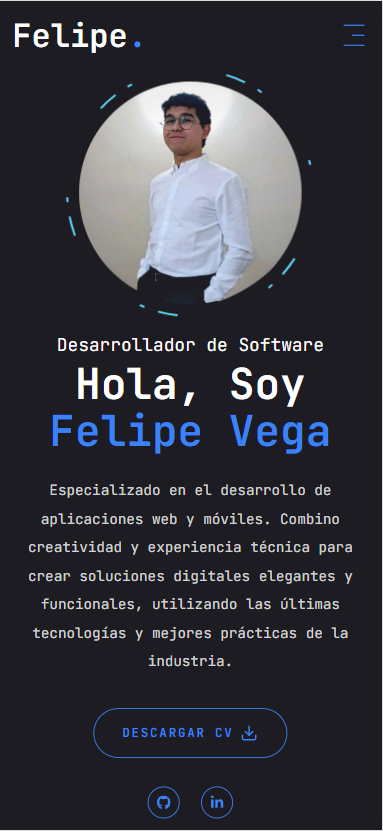 Felipe.
Desarrollador de Software
Hola, Soy
Felipe Vega
Especializado en el desarrollo de
aplicaciones web y móviles. Combino
creatividad y experiencia técnica para
crear soluciones digitales elegantes y
funcionales, utilizando las últimas
tecnologías y mejores prácticas de la
industria.
DESCARGAR CV
in